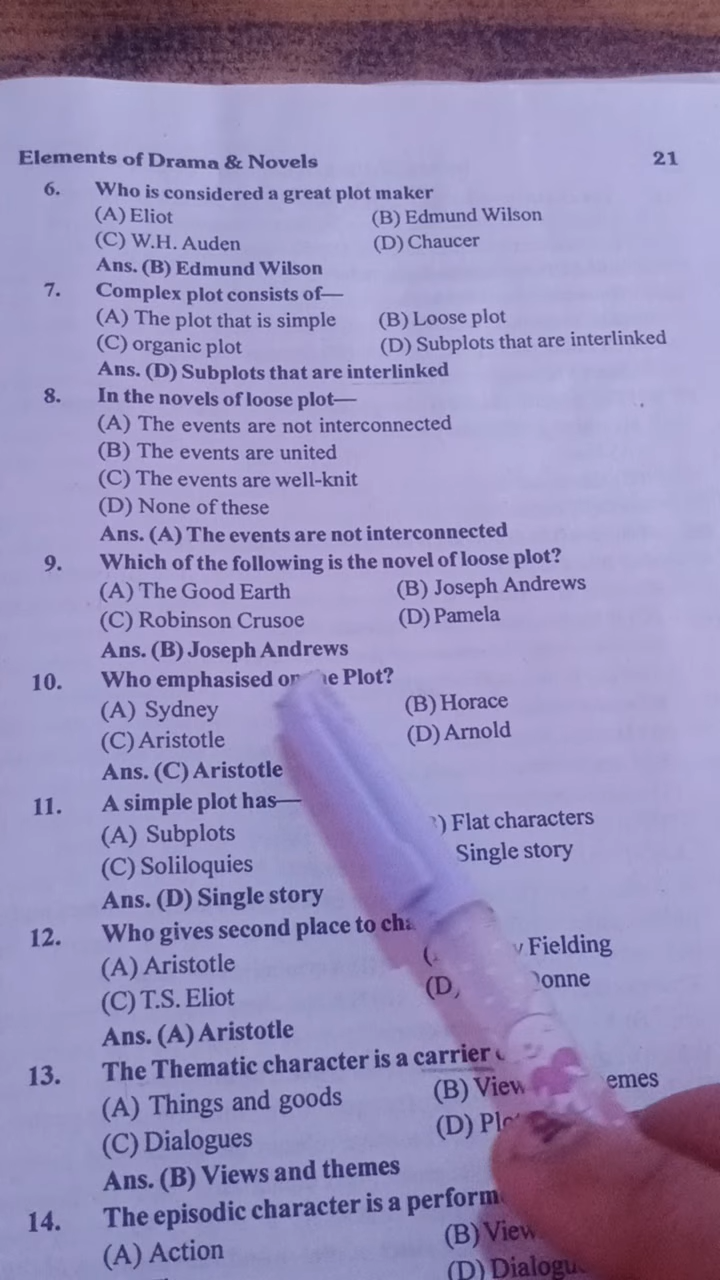 Elements of Drama & Novels 21
6. Who is considered a great plot maker
(A) Eliot (B) Edmund Wilson
(C) W.H. Auden (D) Chaucer
Ans. (B) Edmund Wilson
7. Complex plot consists of—
(A) The plot that is simple (B) Loose plot
(C) organic plot (D) Subplots that are interlinked
Ans. (D) Subplots that are interlinked
8. In the novels of loose plot—
(A) The events are not interconnected
(B) The events are united
(C) The events are well-knit
(D) None of these
Ans. (A) The events are not interconnected
9. Which of the following is the novel of loose plot?
(A) The Good Earth (B) Joseph Andrews
(C) Robinson Crusoe (D) Pamela
Ans. (B) Joseph Andrews
10. Who emphasised Plot?
(A) Sydney (B) Horace
(C) Aristotle (D) Arnold
Ans. (C) Aristotle
11. A simple plot has—
(A) Subplots Flat characters
(C) Soliloquies Single story
Ans. (D) Single story
12. Who gives second place to
(A) Aristotle Fielding
(C) T.S. Eliot (D)
Ans. (A) Aristotle
13. The Thematic character is a carrier
(A) Things and goods (B)
(C) Dialogues (D)
Ans. (B) Views and themes
14. The episodic character is a
(A) Action (B)
(D)